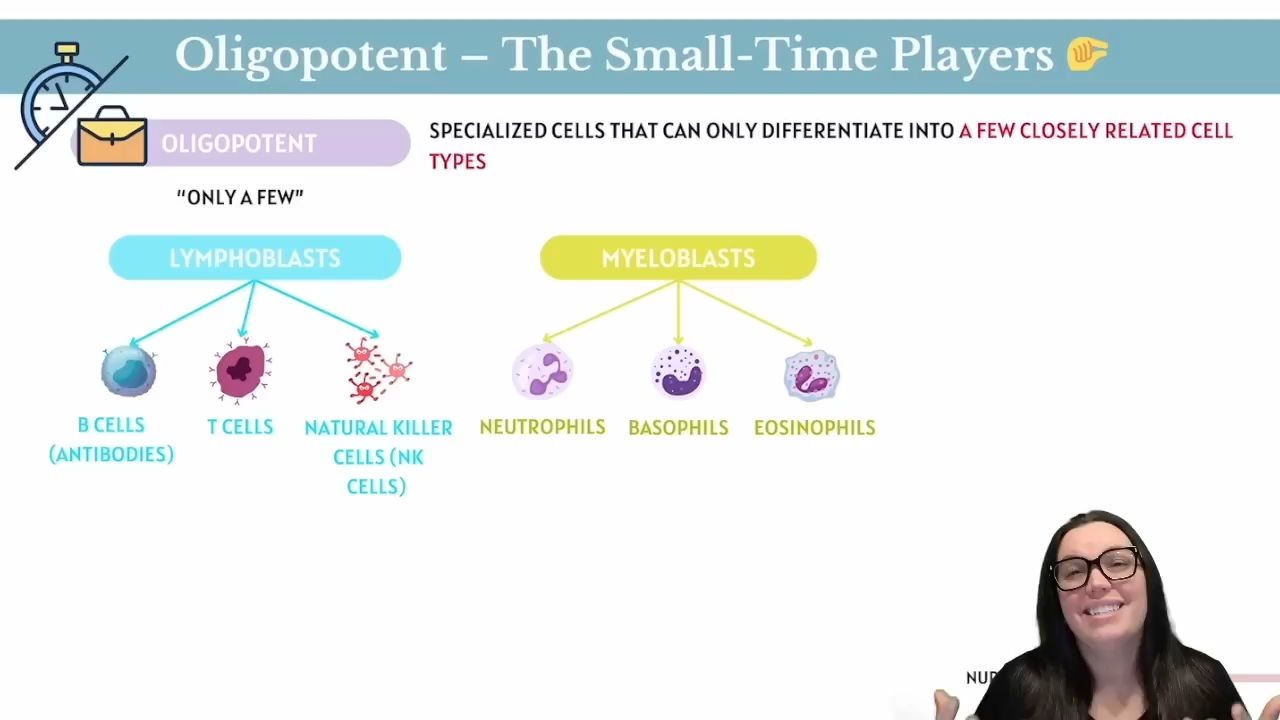 Oligopotent – The Small-Time Players
OLIGOPOTENT
SPECIALIZED CELLS THAT CAN ONLY DIFFERENTIATE INTO A FEW CLOSELY RELATED CELL
TYPES
"ONLY A FEW"
LYMPHOBLASTS
MYELOBLASTS
B CELLS
(ANTIBODIES)
T CELLS
NATURAL KILLER
CELLS (NK
CELLS)
NEUTROPHILS
BASOPHILS
EOSINOPHILS